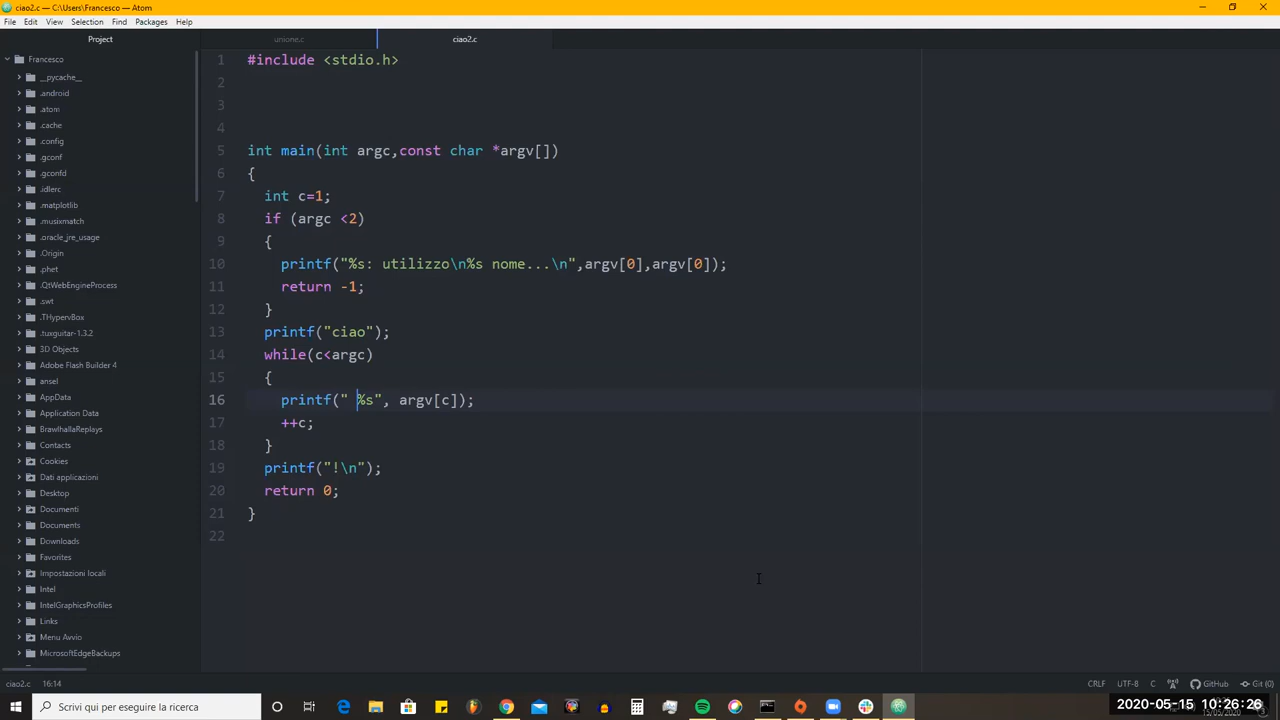 ciao2.c — C:\Users\Francesco — Atom
File Edit View Selection Find Packages Help
Project
unione.c
ciao2.c
Francesco
__pycache__
.android
.atom
.cache
.config
.gconf
.gconfd
.idlerc
.matplotlib
.musixmatch
.oracle_jre_usage
.Origin
.phet
.QtWebEngineProcess
.swt
.THypervBox
.tuxguitar-1.3.2
3D Objects
Adobe Flash Builder 4
ansel
AppData
Application Data
BrawlhallaReplays
Contacts
Cookies
Dati applicazioni
Desktop
Documenti
Documents
Downloads
Favorites
Impostazioni locali
Intel
IntelGraphicsProfiles
Links
Menu Avvio
MicrosoftEdgeBackups
1 #include <stdio.h>
2
3
4
5 int main(int argc,const char *argv[])
6 {
7 int c=1;
8 if (argc <2)
9 {
10 printf("%s: utilizzo\n%s nome...\n",argv[0],argv[0]);
11 return -1;
12 }
13 printf("ciao");
14 while(c<argc)
15 {
16 printf(" %s", argv[c]);
17 ++c;
18 }
19 printf("!\n");
20 return 0;
21 }
22
ciao2.c 16:14
CRLF UTF-8 C GitHub Git (0)
Scrivi qui per eseguire la ricerca
2020-05-15 10:26:26